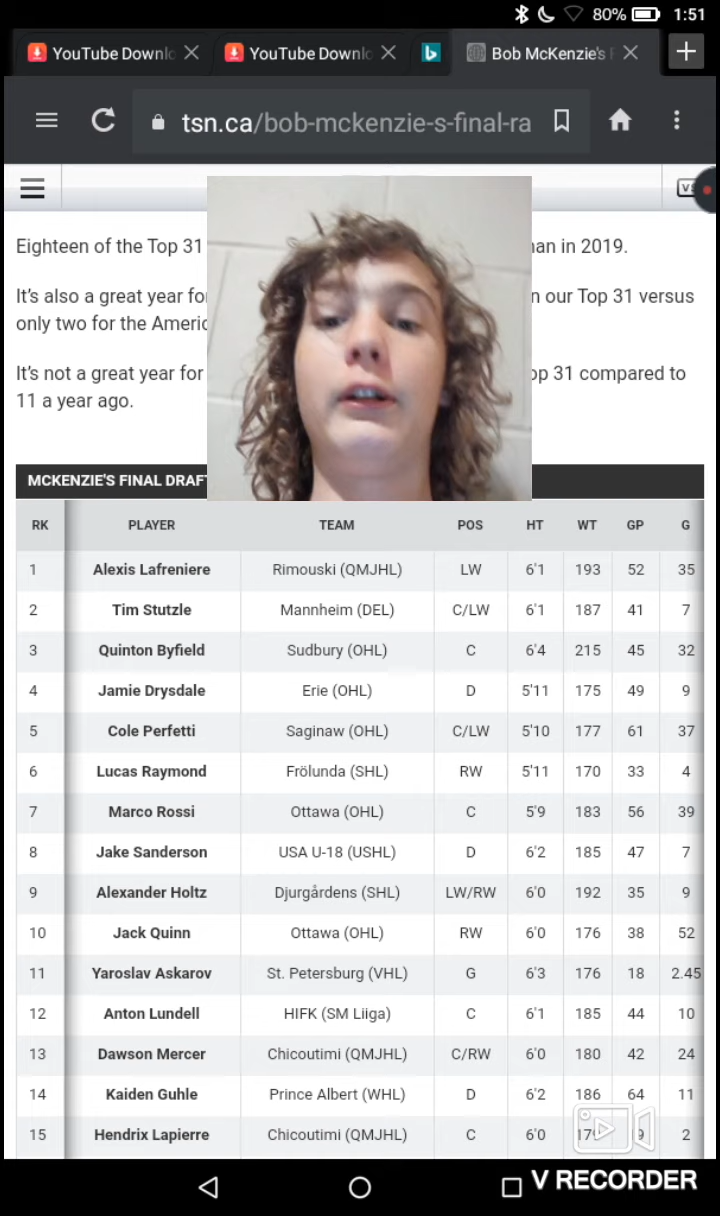 80% 1:51
YouTube Downlo YouTube Downlo b Bob McKenzie's F
tsn.ca/bob-mckenzie-s-final-ra
Eighteen of the Top 31 an in 2019.
It's also a great year for n our Top 31 versus
only two for the Americ
It's not a great year for op 31 compared to
11 a year ago.
MCKENZIE'S FINAL DRAFT
RK PLAYER TEAM POS HT WT GP G
1 Alexis Lafreniere Rimouski (QMJHL) LW 6'1 193 52 35
2 Tim Stutzle Mannheim (DEL) C/LW 6'1 187 41 7
3 Quinton Byfield Sudbury (OHL) C 6'4 215 45 32
4 Jamie Drysdale Erie (OHL) D 5'11 175 49 9
5 Cole Perfetti Saginaw (OHL) C/LW 5'10 177 61 37
6 Lucas Raymond Frölunda (SHL) RW 5'11 170 33 4
7 Marco Rossi Ottawa (OHL) C 5'9 183 56 39
8 Jake Sanderson USA U-18 (USHL) D 6'2 185 47 7
9 Alexander Holtz Djurgårdens (SHL) LW/RW 6'0 192 35 9
10 Jack Quinn Ottawa (OHL) RW 6'0 176 38 52
11 Yaroslav Askarov St. Petersburg (VHL) G 6'3 176 18 2.45
12 Anton Lundell HIFK (SM Liiga) C 6'1 185 44 10
13 Dawson Mercer Chicoutimi (QMJHL) C/RW 6'0 180 42 24
14 Kaiden Guhle Prince Albert (WHL) D 6'2 186 64 11
15 Hendrix Lapierre Chicoutimi (QMJHL) C 6'0 2
V RECORDER